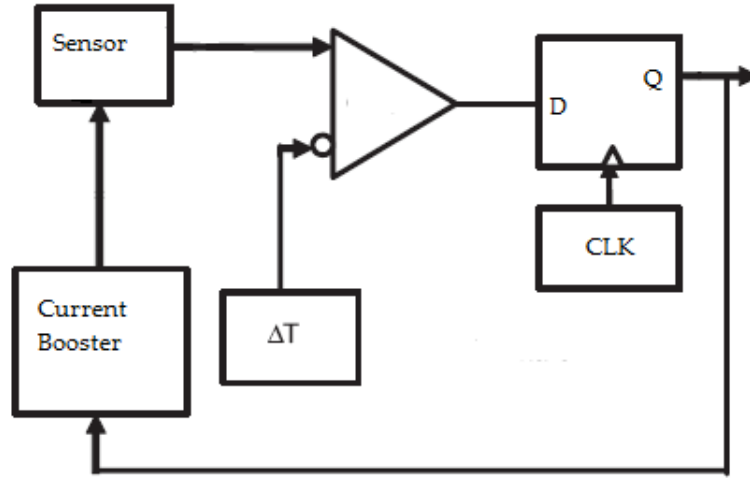 Sensor
Q
D
CLK
Current
Booster
ΔT